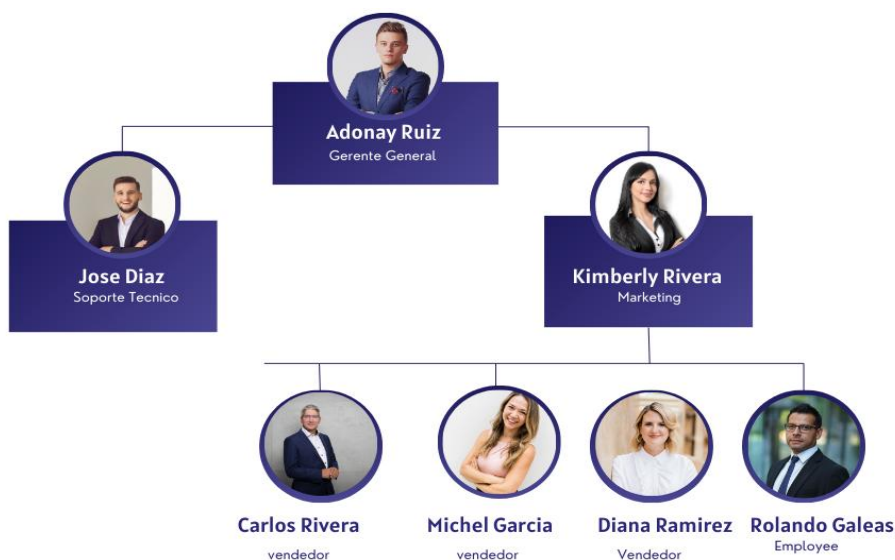 Adonay Ruiz
Gerente General
Jose Diaz
Soporte Tecnico
Kimberly Rivera
Marketing
Carlos Rivera
vendedor
Michel Garcia
vendedor
Diana Ramirez
Vendedor
Rolando Galeas
Employee